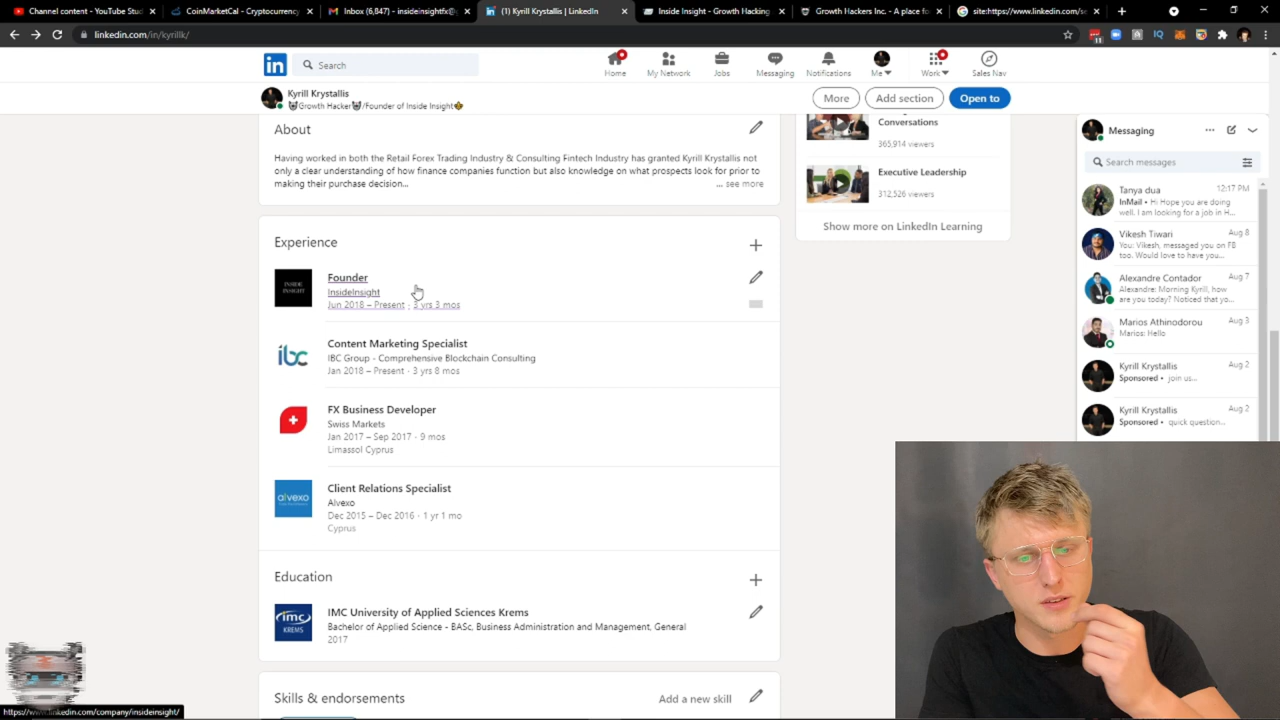 Channel content - YouTube Stud
CoinMarketCal - Cryptocurrency
Inbox (6,847) - insideinsightfx@
(1) Kyrill Krystallis | LinkedIn
Inside Insight - Growth Hacking
Growth Hackers Inc. - A place fo
site:https://www.linkedin.com/s
linkedin.com/in/kyrillk/
11
in
Search
Home
My Network
Jobs
Messaging
Notifications
Me
Work
Sales Nav
Kyrill Krystallis
Growth Hacker /Founder of Inside Insight
More
Add section
Open to
About
Having worked in both the Retail Forex Trading Industry & Consulting Fintech Industry has granted Kyrill Krystallis not
only a clear understanding of how finance companies function but also knowledge on what prospects look for prior to
making their purchase decision...
... see more
Experience
INSIDE
INSIGHT
Founder
InsideInsight
Jun 2018 – Present · 3 yrs 3 mos
ibc
Content Marketing Specialist
IBC Group - Comprehensive Blockchain Consulting
Jan 2018 – Present · 3 yrs 8 mos
FX Business Developer
Swiss Markets
Jan 2017 – Sep 2017 · 9 mos
Limassol Cyprus
alvexo
Client Relations Specialist
Alvexo
Dec 2015 – Dec 2016 · 1 yr 1 mo
Cyprus
Education
imc
KREMS
IMC University of Applied Sciences Krems
Bachelor of Applied Science - BASc, Business Administration and Management, General
2017
Skills & endorsements
Add a new skill
Conversations
365,914 viewers
Executive Leadership
312,526 viewers
Show more on LinkedIn Learning
Messaging
Search messages
Tanya dua
12:17 PM
InMail • Hi Hope you are doing
well. I am looking for a job in H...
Vikesh Tiwari
Aug 8
You: Vikesh, messaged you on FB
too. Would love to have you...
Alexandre Contador
Aug 7
Alexandre: Morning Kyrill, how
are you today? Noticed that yo...
Marios Athinodorou
Aug 3
Marios: Hello
Kyrill Krystallis
Aug 2
Sponsored • join us...
Kyrill Krystallis
Aug 2
Sponsored • quick question...
https://www.linkedin.com/company/insideinsight/